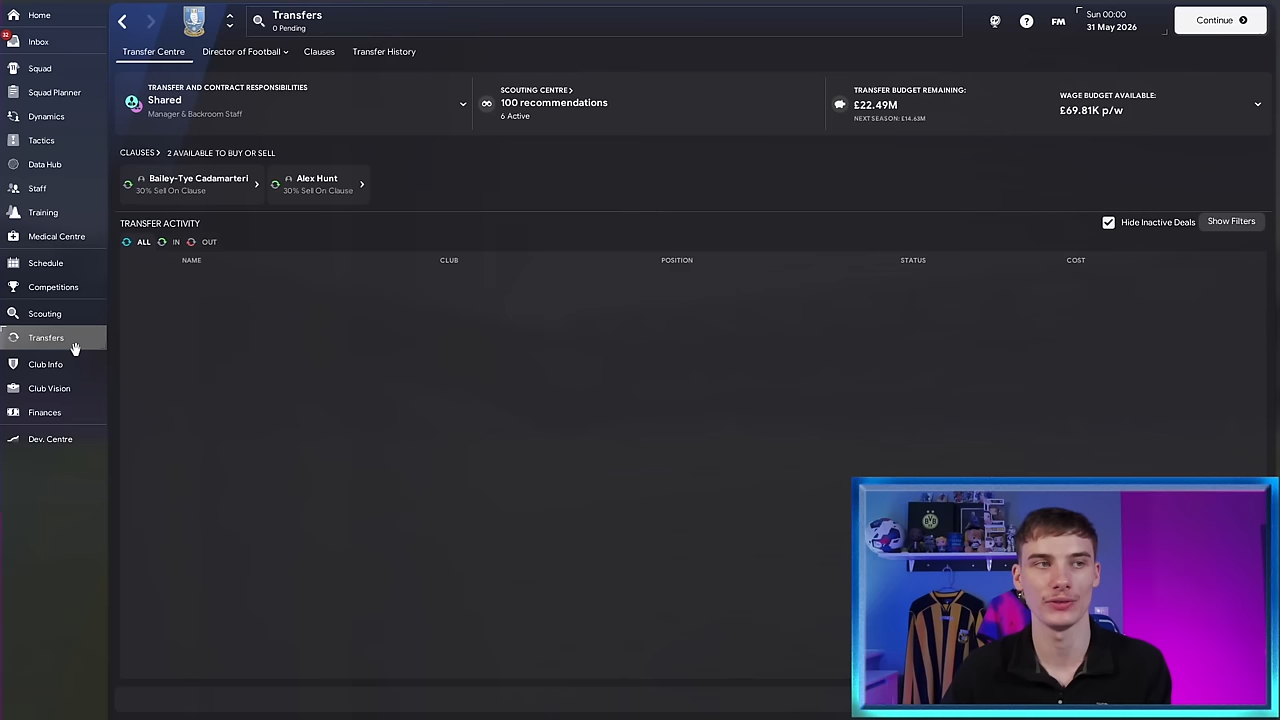 Home
32
Inbox
Squad
Squad Planner
Dynamics
Tactics
Data Hub
Staff
Training
Medical Centre
Schedule
Competitions
Scouting
Transfers
Club Info
Club Vision
Finances
Dev. Centre
Transfers
0 Pending
?
FM
Sun 00:00
31 May 2026
Continue
Transfer Centre
Director of Football
Clauses
Transfer History
TRANSFER AND CONTRACT RESPONSIBILITIES
Shared
Manager & Backroom Staff
SCOUTING CENTRE
100 recommendations
6 Active
TRANSFER BUDGET REMAINING:
£22.49M
NEXT SEASON: £14.63M
WAGE BUDGET AVAILABLE:
£69.81K p/w
CLAUSES 2 AVAILABLE TO BUY OR SELL
Bailey-Tye Cadamarteri
30% Sell On Clause
Alex Hunt
30% Sell On Clause
TRANSFER ACTIVITY
Hide Inactive Deals
Show Filters
ALL IN OUT
NAME CLUB POSITION STATUS COST
BVB
09